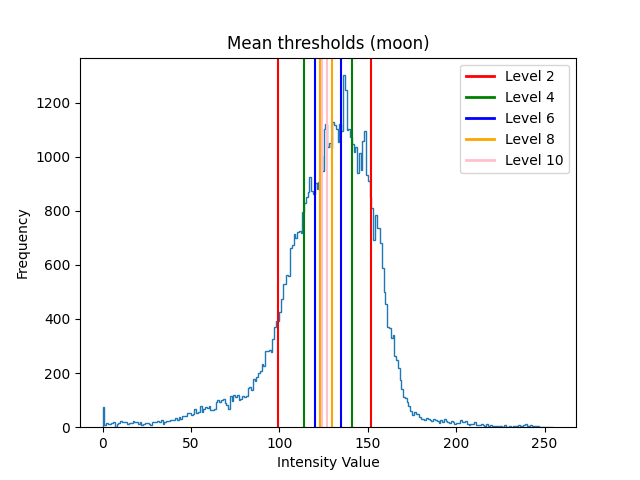 Mean thresholds (moon)
Level 2
Level 4
Level 6
Level 8
Level 10
Frequency
1200
1000
800
600
400
200
0
0 50 100 150 200 250
Intensity Value